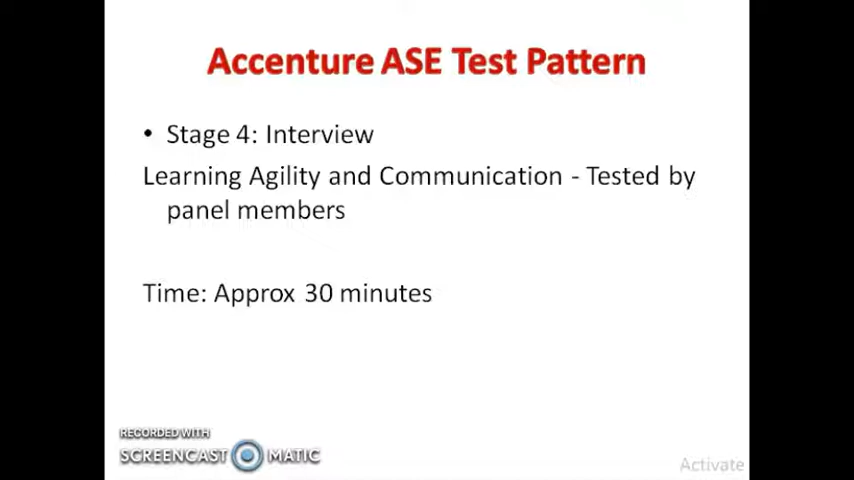 Accenture ASE Test Pattern
• Stage 4: Interview
Learning Agility and Communication - Tested by
panel members
Time: Approx 30 minutes
RECORDED WITH
SCREENCAST MATIC
Activate